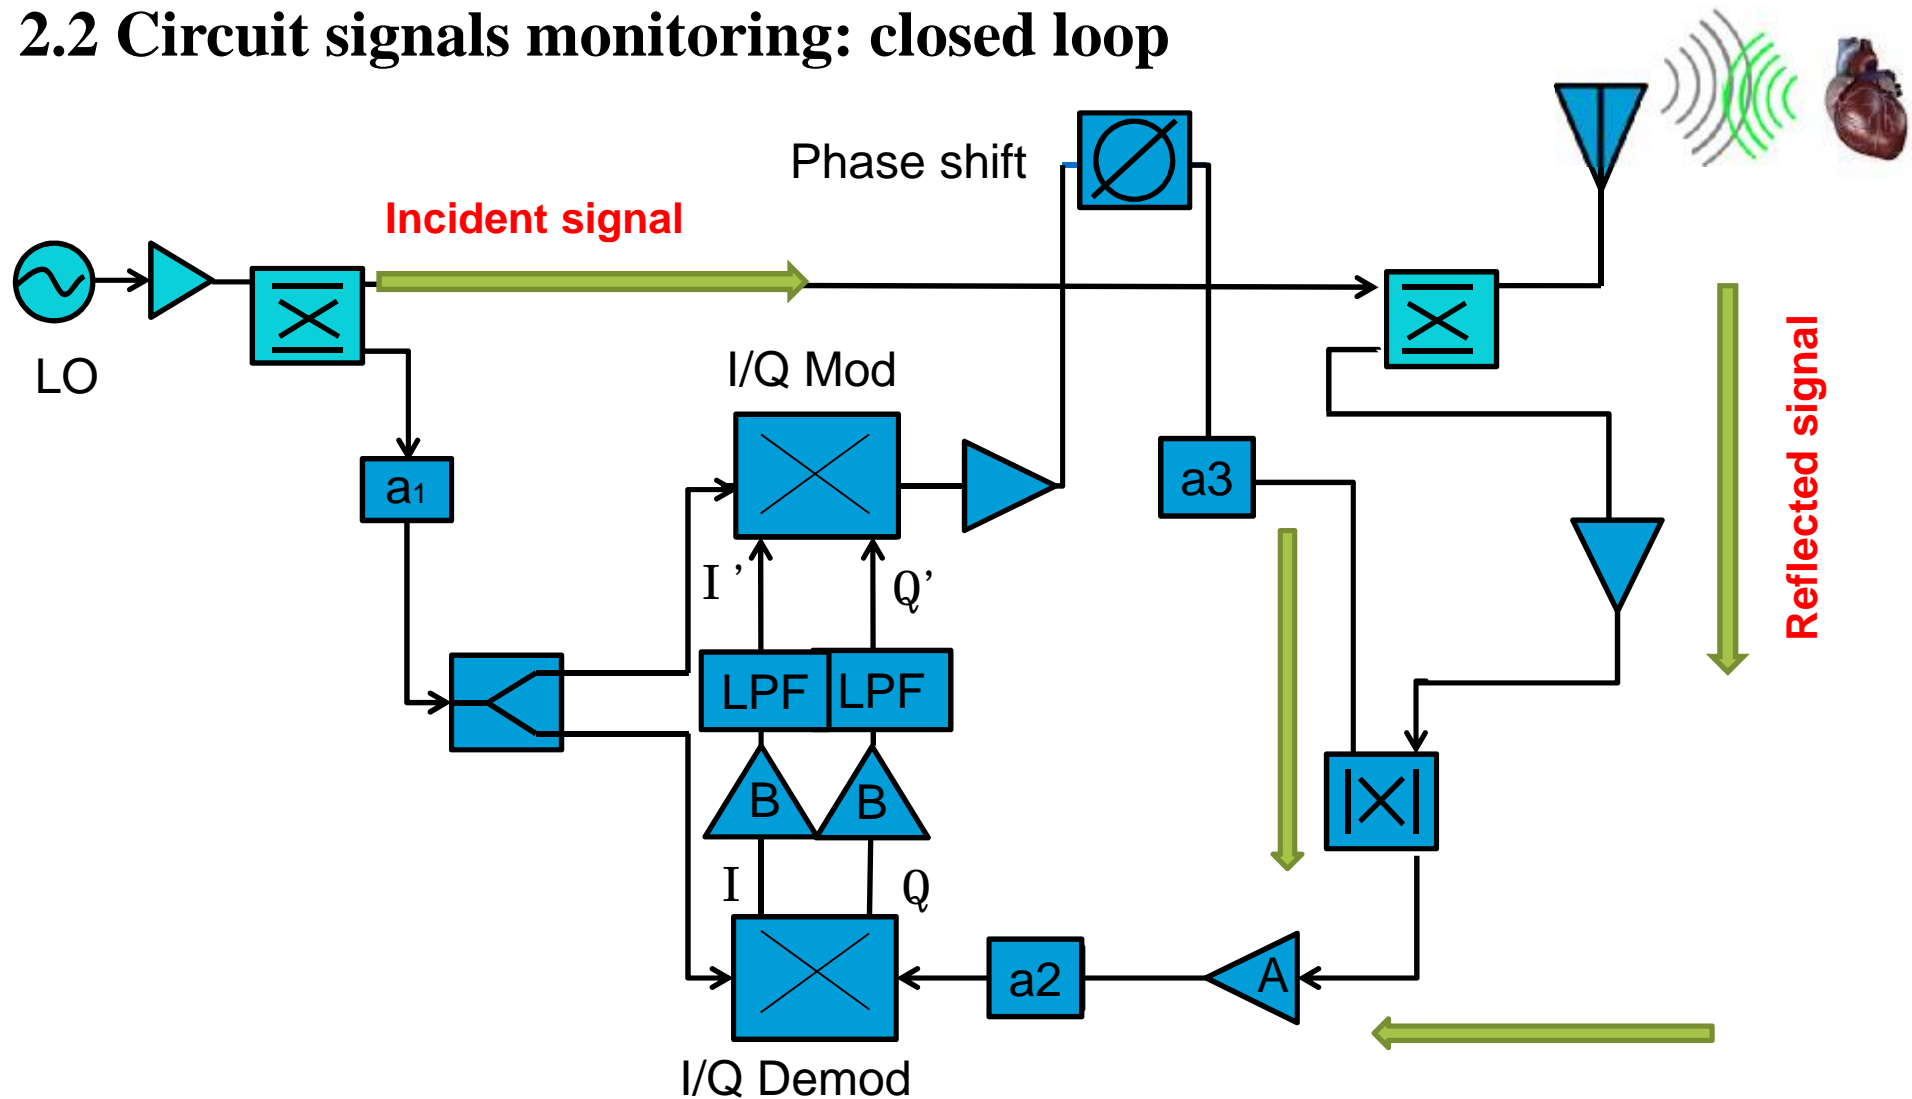 2.2 Circuit signals monitoring: closed loop
Phase shift
Incident signal
LO
I/Q Mod
Reflected signal
a1
a3
I’
Q’
LPF
LPF
B
B
I
Q
a2
A
I/Q Demod